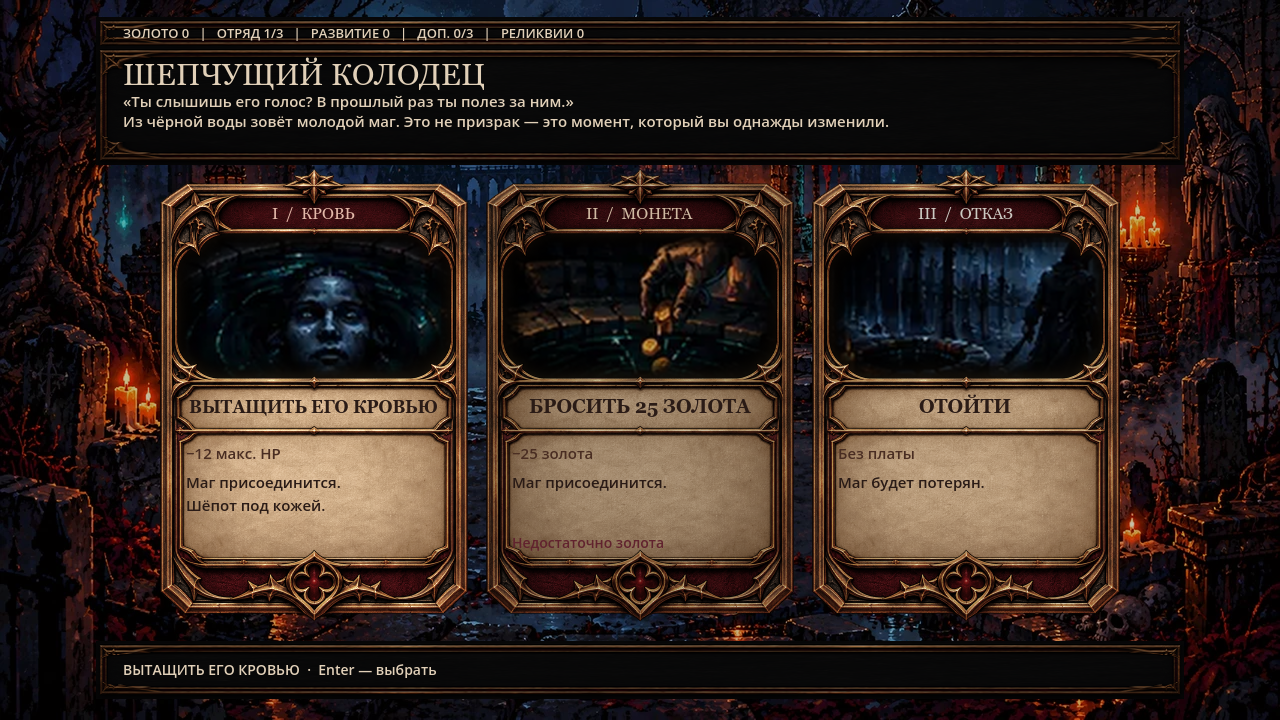 ЗОЛОТО 0 | ОТРЯД 1/3 | РАЗВИТИЕ 0 | ДОП. 0/3 | РЕЛИКВИИ 0
ШЕПЧУЩИЙ КОЛОДЕЦ
«Ты слышишь его голос? В прошлый раз ты полез за ним.»
Из чёрной воды зовёт молодой маг. Это не призрак — это момент, который вы однажды изменили.
I / КРОВЬ
ВЫТАЩИТЬ ЕГО КРОВЬЮ
−12 макс. HP
Маг присоединится.
Шёпот под кожей.
II / МОНЕТА
БРОСИТЬ 25 ЗОЛОТА
−25 золота
Маг присоединится.
Недостаточно золота
III / ОТКАЗ
ОТОЙТИ
Без платы
Маг будет потерян.
ВЫТАЩИТЬ ЕГО КРОВЬЮ · Enter — выбрать